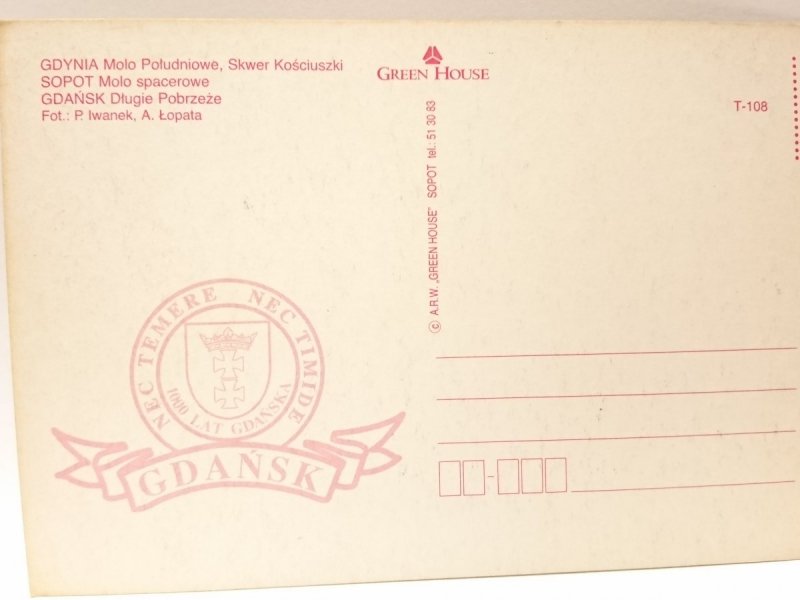 GDYNIA Molo Południowe, Skwer Kościuszki
SOPOT Molo spacerowe
GDAŃSK Długie Pobrzeże
Fot.: P. Iwanek, A. Łopata
GREEN HOUSE
T-108
© A.R.W. „GREEN HOUSE" SOPOT tel.: 51 30 83
NEC TEMERE NEC TIMIDE
1000 LAT GDAŃSKA
GDAŃSK